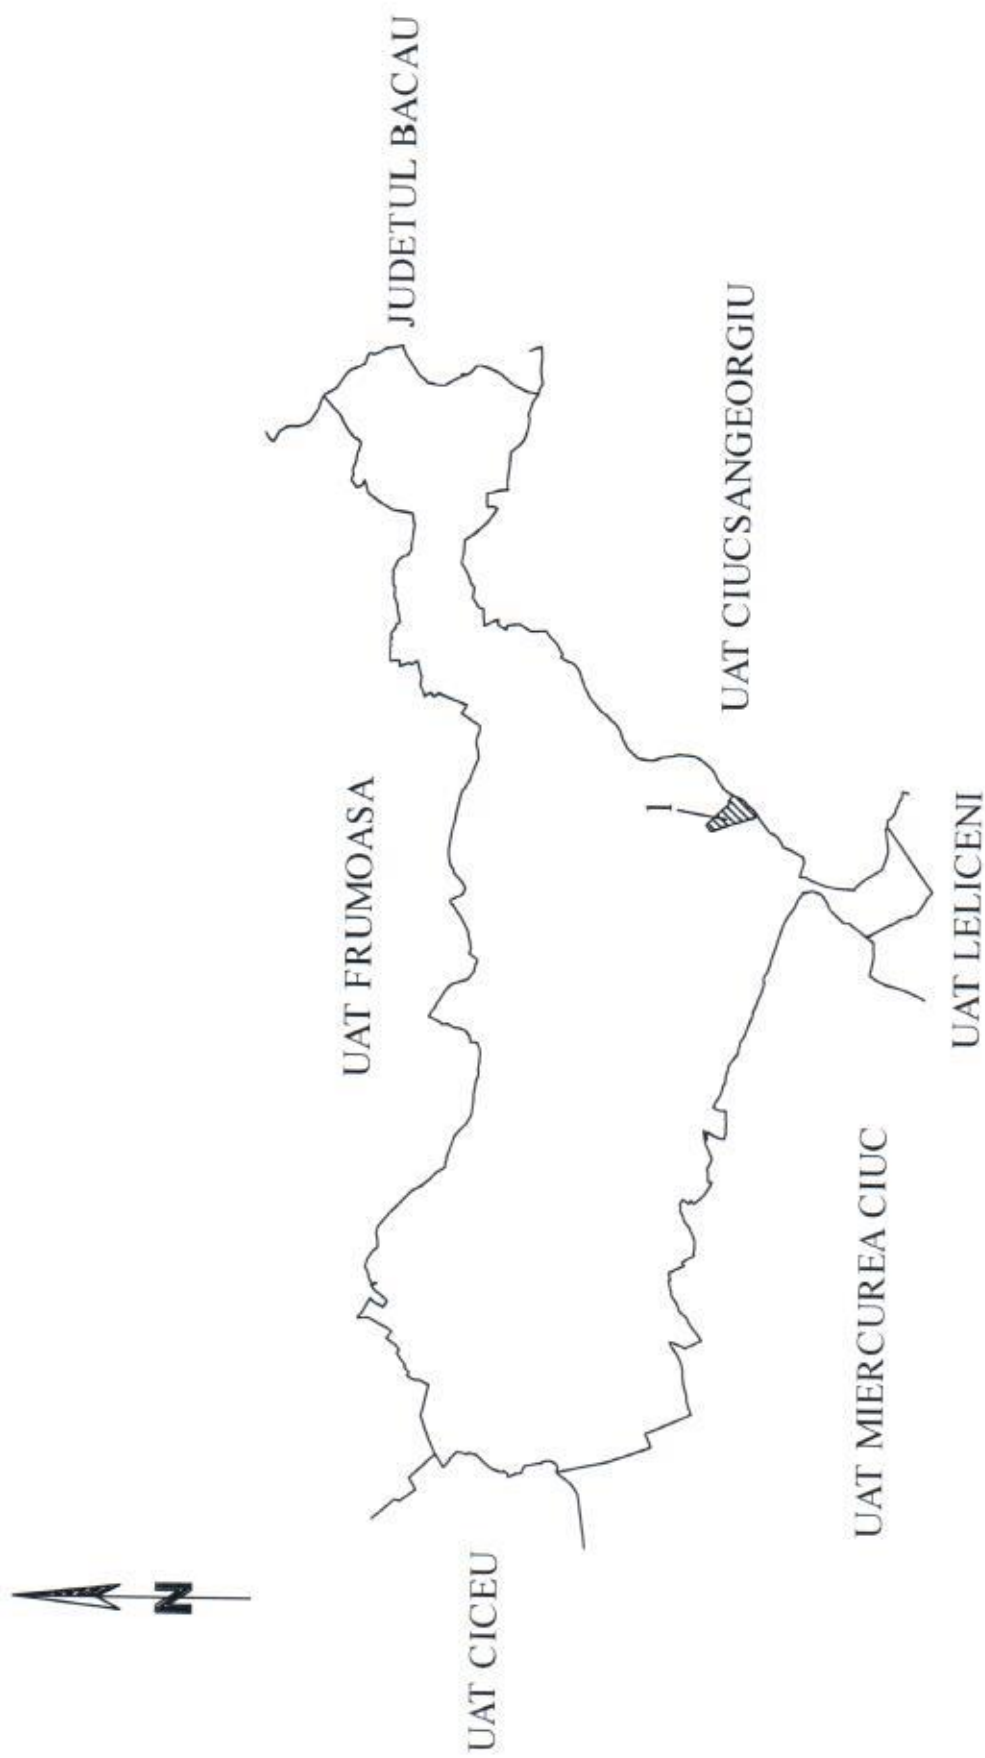 N
UAT CICEU
UAT FRUMOASA
JUDETUL BACAU
1
UAT CIUCSANGEORGIU
UAT MIERCUREA CIUC
UAT LELICENI